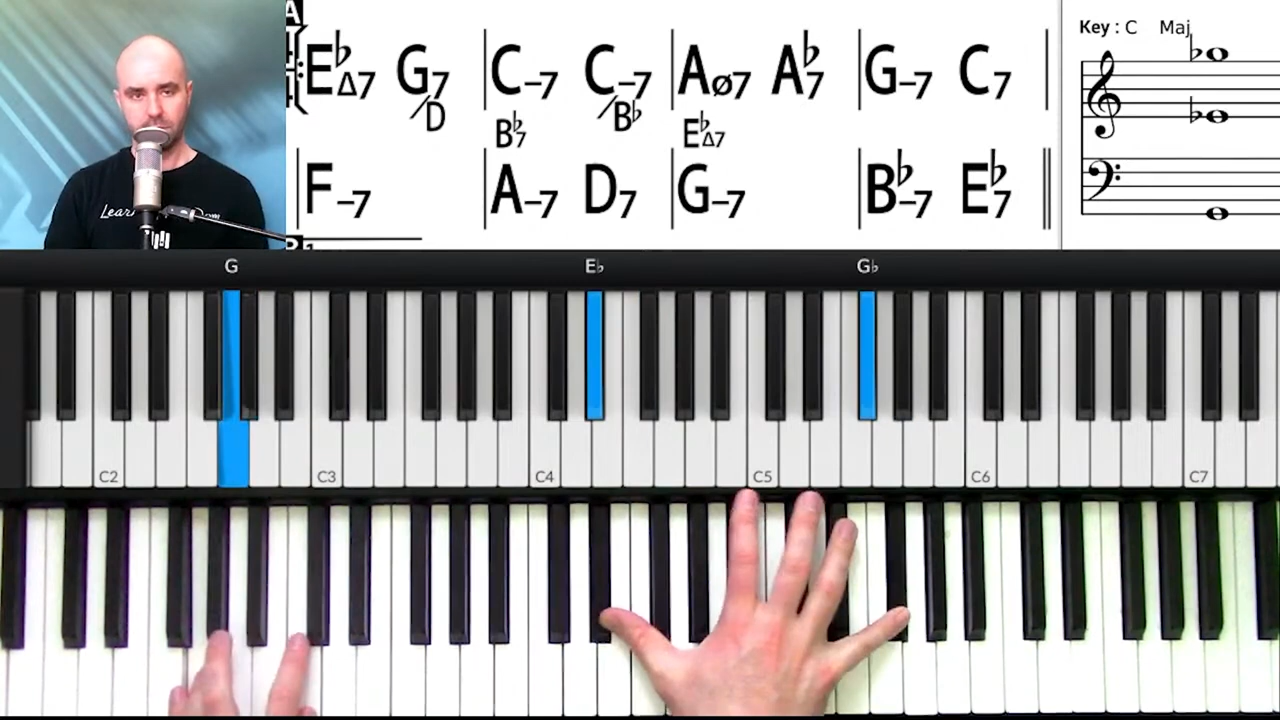 A
E♭Δ7 G7/D C–7 C–7/B♭ Aø7 A♭7 G–7 C7
B♭7 E♭Δ7
F–7 A–7 D7 G–7 B♭–7 E♭7
Key : C Maj
G E♭ G♭
C2 C3 C4 C5 C6 C7